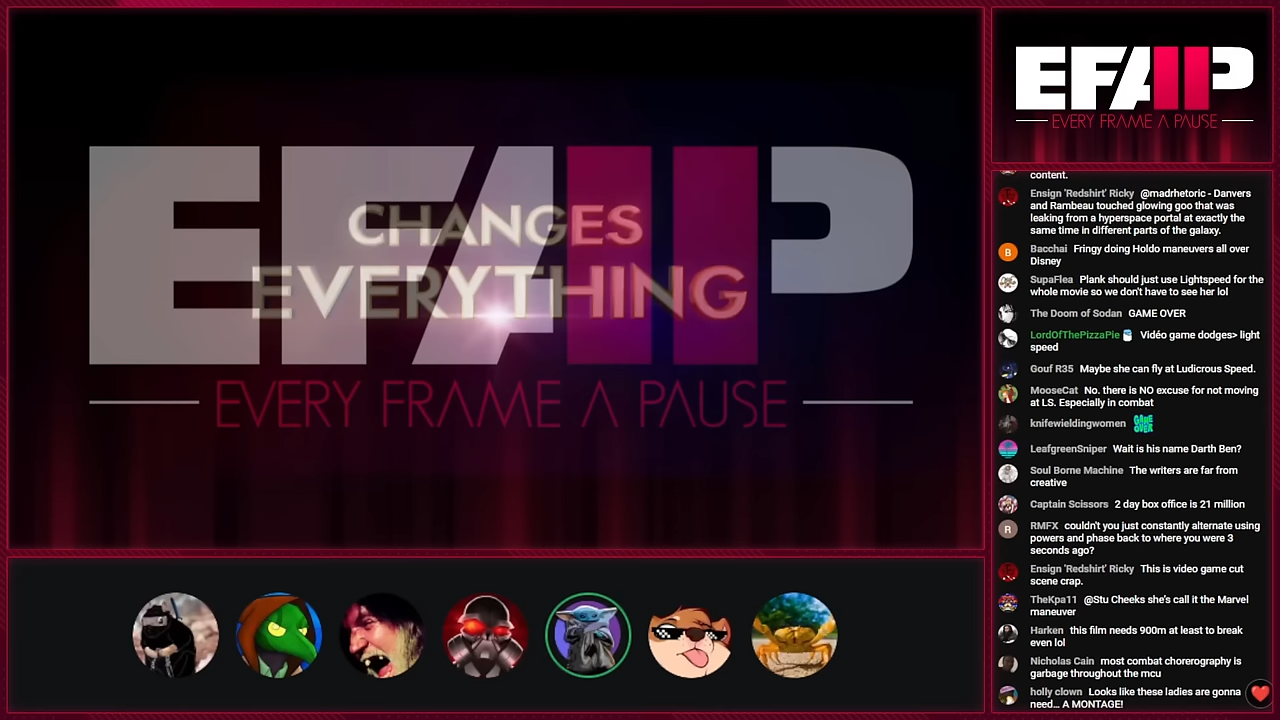 EFAP
CHANGES
EVERYTHING
EVERY FRAME A PAUSE
EFAP
EVERY FRAME A PAUSE
content.
Ensign 'Redshirt' Ricky @madrhetoric - Danvers
and Rambeau touched glowing goo that was
leaking from a hyperspace portal at exactly the
same time in different parts of the galaxy.
B
Bacchai Fringy doing Holdo maneuvers all over
Disney
SupaFlea Plank should just use Lightspeed for the
whole movie so we don't have to see her lol
The Doom of Sodan GAME OVER
LordOfThePizzaPie Vidéo game dodges> light
speed
Gouf R35 Maybe she can fly at Ludicrous Speed.
MooseCat No. there is NO excuse for not moving
at LS. Especially in combat
knifewieldingwomen GAME OVER
LeafgreenSniper Wait is his name Darth Ben?
Soul Borne Machine The writers are far from
creative
Captain Scissors 2 day box office is 21 million
R
RMFX couldn't you just constantly alternate using
powers and phase back to where you were 3
seconds ago?
Ensign 'Redshirt' Ricky This is video game cut
scene crap.
TheKpa11 @Stu Cheeks she's call it the Marvel
maneuver
Harken this film needs 900m at least to break
even lol
Nicholas Cain most combat chorerography is
garbage throughout the mcu
holly clown Looks like these ladies are gonna
need... A MONTAGE!